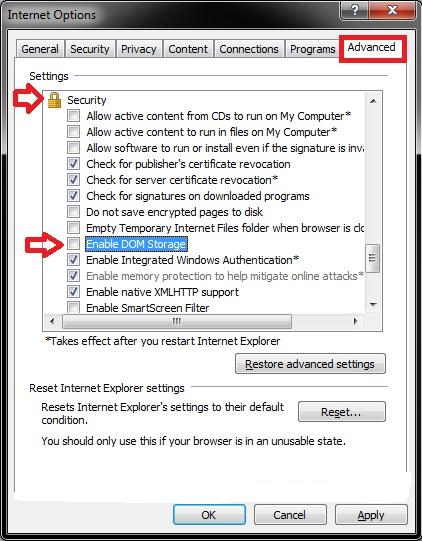 Internet Options
?
General Security Privacy Content Connections Programs Advanced
Settings
Security
Allow active content from CDs to run on My Computer*
Allow active content to run in files on My Computer*
Allow software to run or install even if the signature is inva
Check for publisher's certificate revocation
Check for server certificate revocation*
Check for signatures on downloaded programs
Do not save encrypted pages to disk
Empty Temporary Internet Files folder when browser is clo
Enable DOM Storage
Enable Integrated Windows Authentication*
Enable memory protection to help mitigate online attacks*
Enable native XMLHTTP support
Enable SmartScreen Filter
*Takes effect after you restart Internet Explorer
Restore advanced settings
Reset Internet Explorer settings
Resets Internet Explorer's settings to their default
condition.
Reset...
You should only use this if your browser is in an unusable state.
OK Cancel Apply